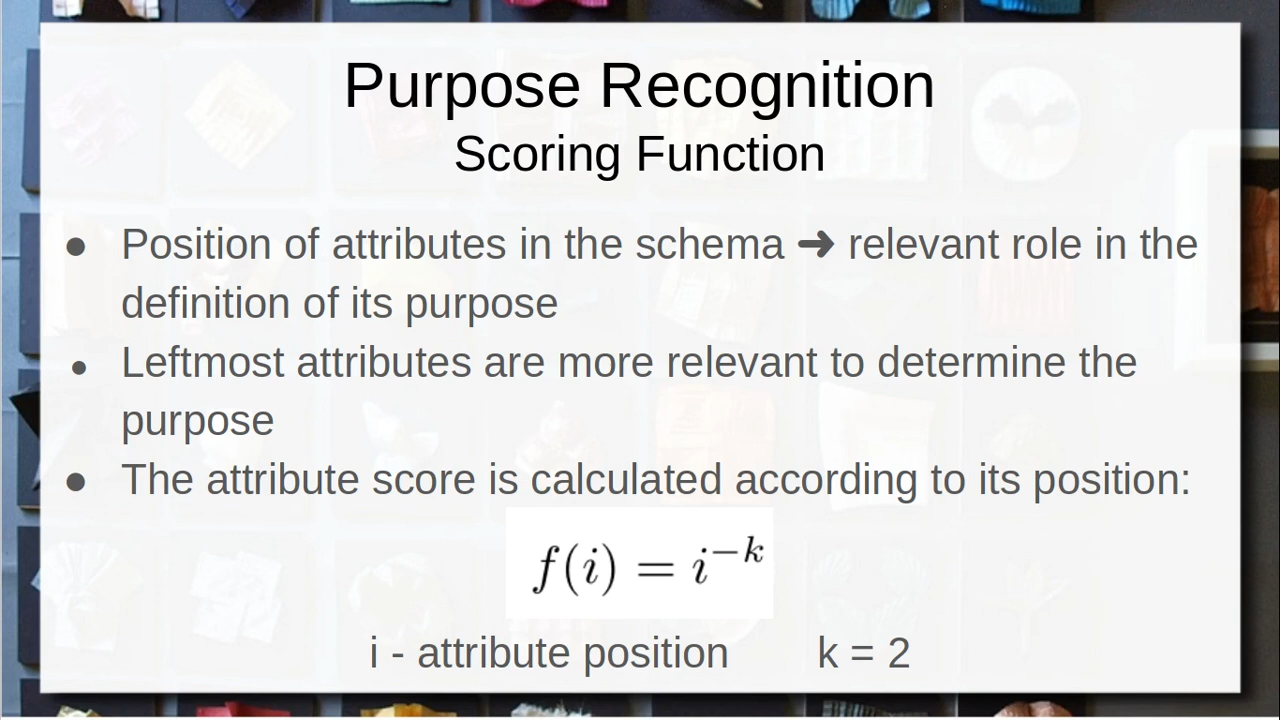 Purpose Recognition
Scoring Function
● Position of attributes in the schema ➜ relevant role in the
definition of its purpose
● Leftmost attributes are more relevant to determine the
purpose
● The attribute score is calculated according to its position:
f(i) = i^{-k}
i - attribute position k = 2